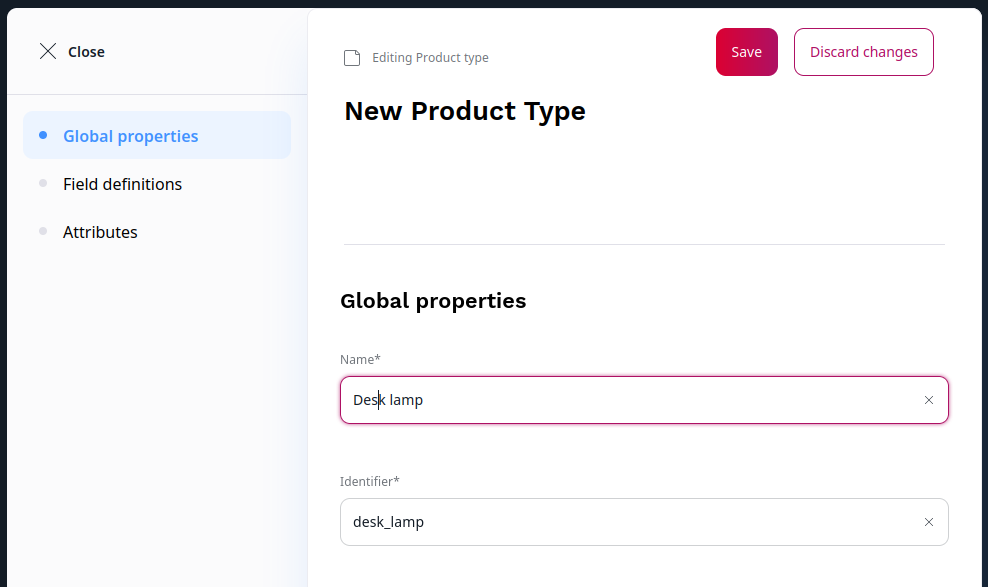 Close
Global properties
Field definitions
Attributes
Editing Product type
Save
Discard changes
New Product Type
Global properties
Name*
Desk lamp
Identifier*
desk_lamp